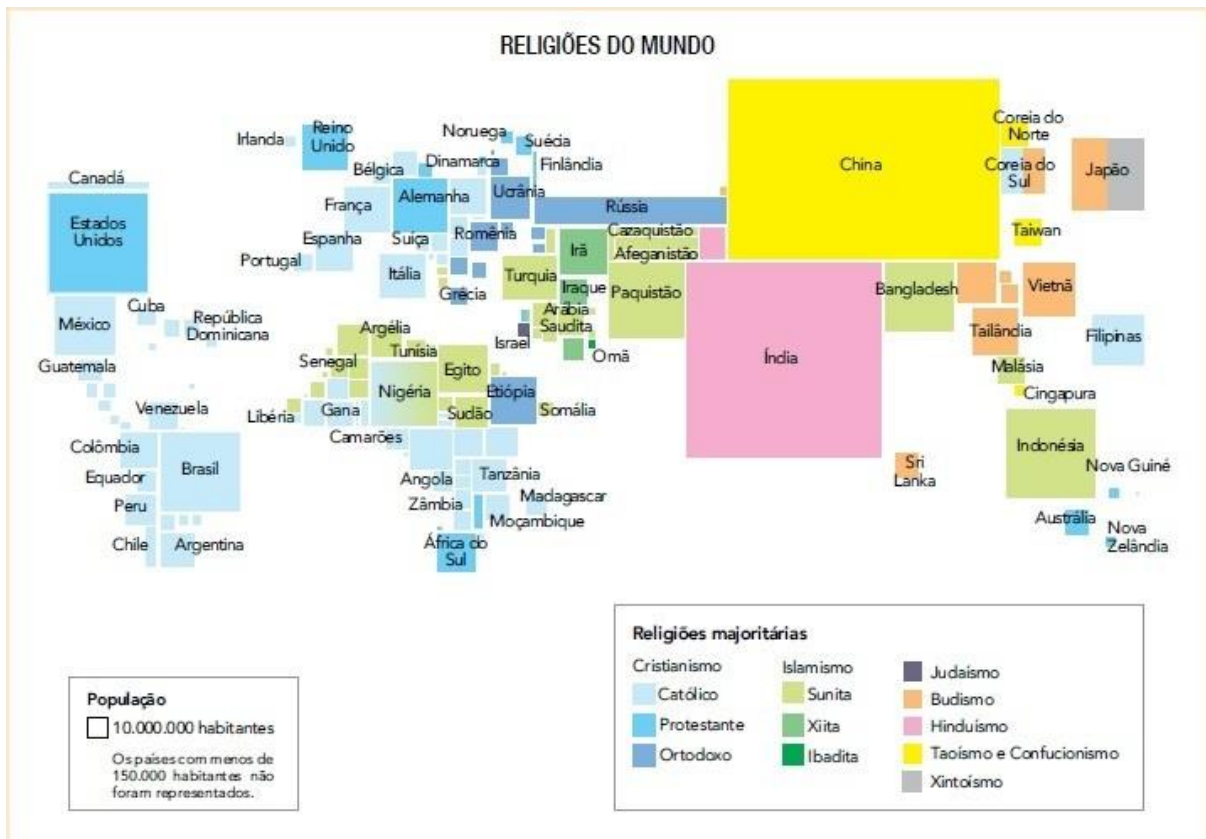 RELIGIÕES DO MUNDO
Canadá
Estados
Unidos
México
Cuba
República
Dominicana
Guatemala
Venezuela
Colômbia
Equador
Brasil
Peru
Chile
Argentina
Irlanda
Reino
Unido
Noruega
Suécia
Bélgica
Dinamarca
Finlândia
França
Alemanha
Ucrânia
Rússia
Portugal
Espanha
Suíça
Romênia
Itália
Grécia
Turquia
Irã
Iraque
Cazaquistão
Afeganistão
Paquistão
Arábia
Saudita
Israel
Omã
Argélia
Tunísia
Senegal
Egito
Nigéria
Etiópia
Libéria
Gana
Sudão
Somália
Camarões
Angola
Tanzânia
Zâmbia
Madagascar
Moçambique
África do
Sul
China
Coreia do
Norte
Coreia do
Sul
Japão
Taiwan
Índia
Bangladesh
Vietnã
Tailândia
Filipinas
Malásia
Cingapura
Indonésia
Sri
Lanka
Nova Guiné
Austrália
Nova
Zelândia
População
10.000.000 habitantes
Os países com menos de
150.000 habitantes não
foram representados.
Religiões majoritárias
Cristianismo
Católico
Protestante
Ortodoxo
Islamismo
Sunita
Xiita
Ibadita
Judaísmo
Budismo
Hinduísmo
Taoísmo e Confucionismo
Xintoísmo